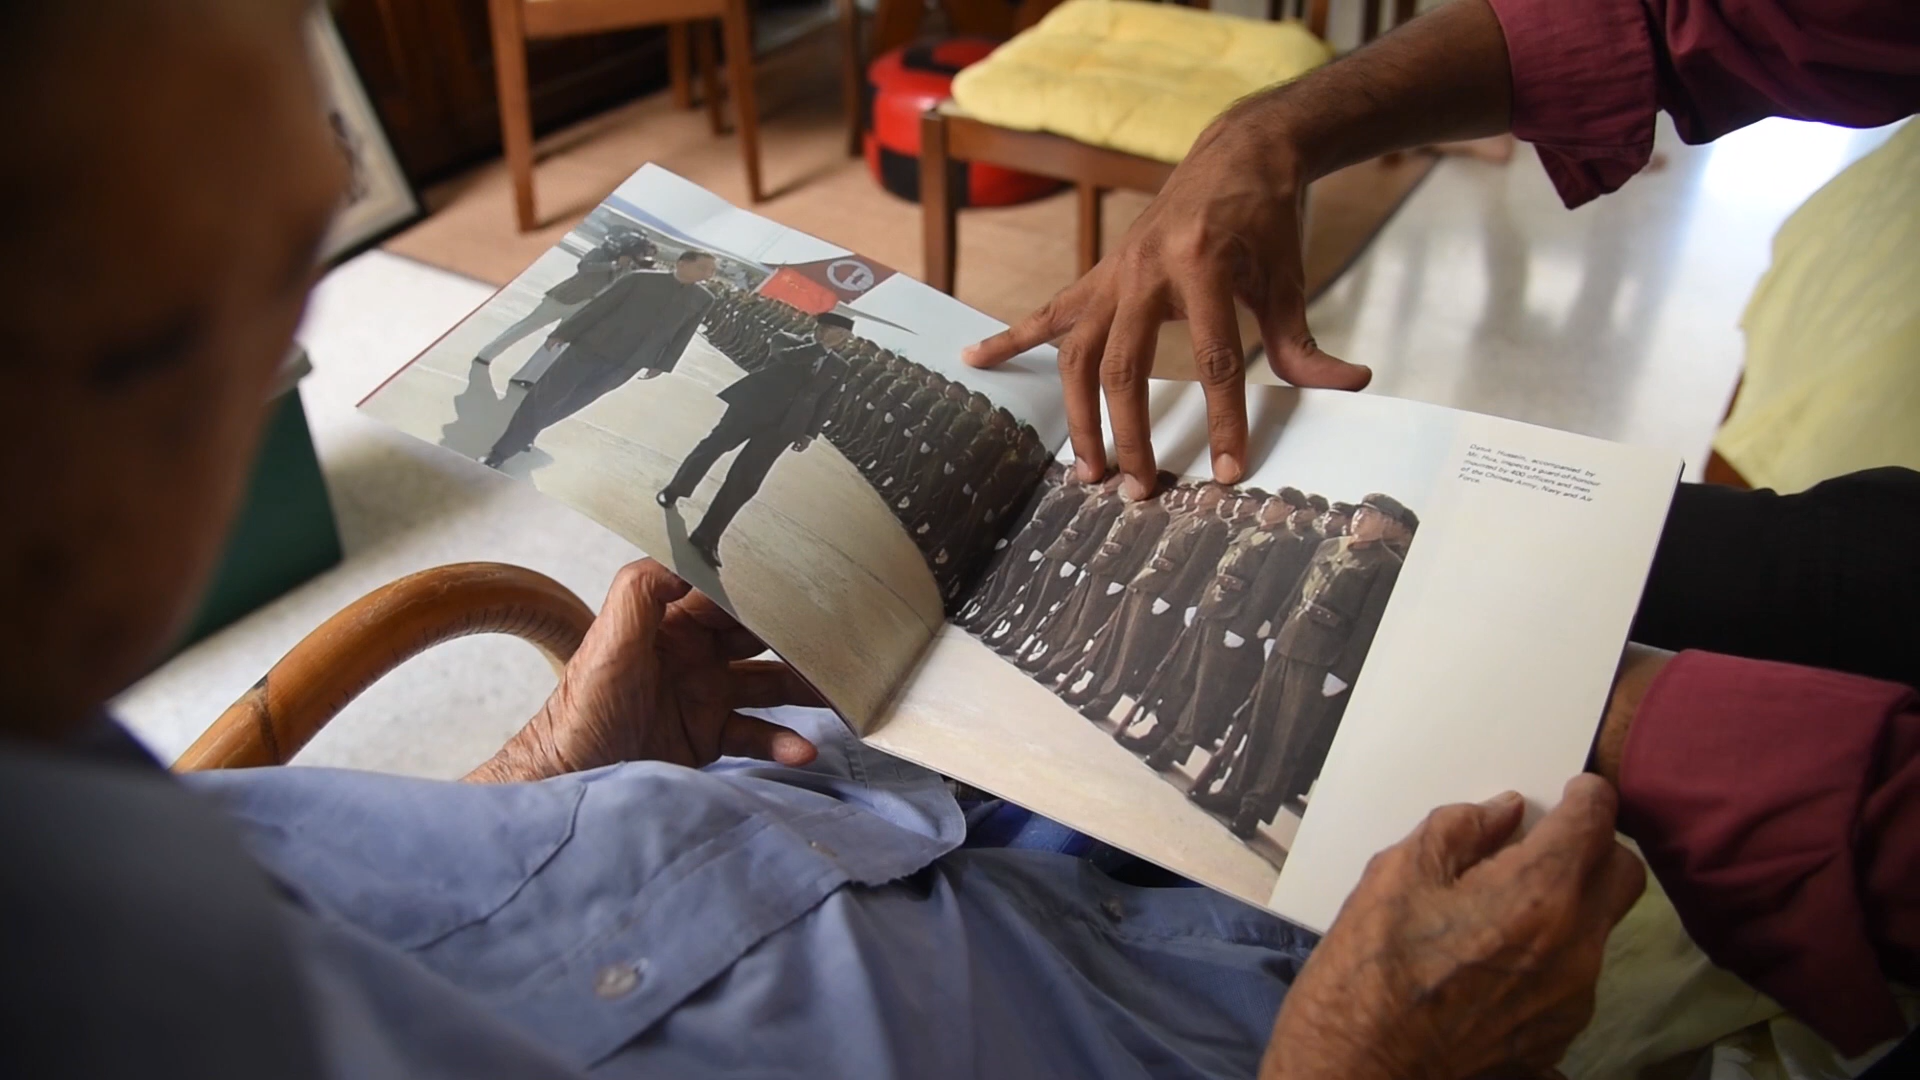 Datuk Hussein, accompanied by
Mr. Hua, inspects a guard-of-honour
mounted by 400 officers and men
of the Chinese Army, Navy and Air
Force.